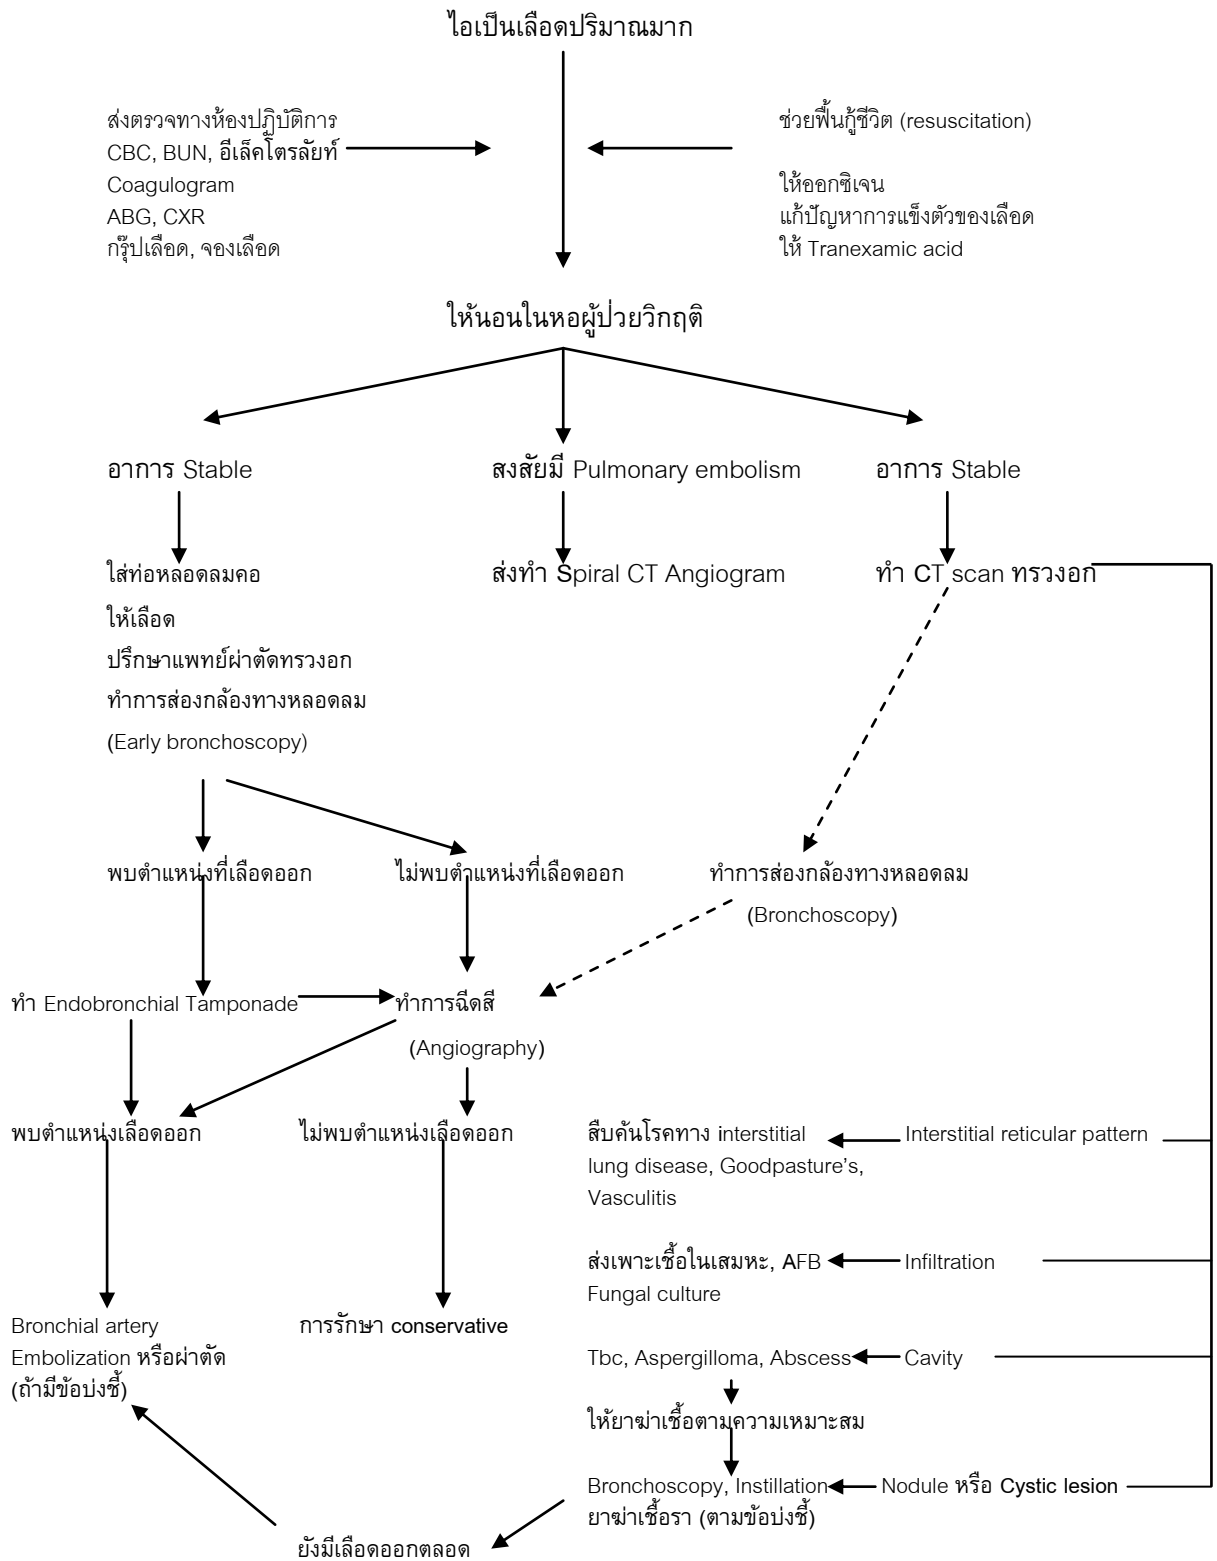 ไอเป็นเลือดปริมาณมาก
ส่งตรวจทางห้องปฏิบัติการ
CBC, BUN, อีเล็คโตรลัยท์
Coagulogram
ABG, CXR
กรุ๊ปเลือด, จองเลือด
ช่วยฟื้นกู้ชีวิต (resuscitation)
ให้ออกซิเจน
แก้ปัญหาการแข็งตัวของเลือด
ให้ Tranexamic acid
ให้นอนในหอผู้ป่วยวิกฤติ
อาการ Stable
สงสัยมี Pulmonary embolism
อาการ Stable
ใส่ท่อหลอดลมคอ
ให้เลือด
ปรึกษาแพทย์ผ่าตัดทรวงอก
ทำการส่องกล้องทางหลอดลม
(Early bronchoscopy)
ส่งทำ Spiral CT Angiogram
ทำ CT scan ทรวงอก
พบตำแหน่งที่เลือดออก
ไม่พบตำแหน่งที่เลือดออก
ทำการส่องกล้องทางหลอดลม
(Bronchoscopy)
ทำ Endobronchial Tamponade
ทำการฉีดสี
(Angiography)
พบตำแหน่งเลือดออก
ไม่พบตำแหน่งเลือดออก
สืบค้นโรคทาง interstitial
lung disease, Goodpasture's,
Vasculitis
Interstitial reticular pattern
ส่งเพาะเชื้อในเสมหะ, AFB
Fungal culture
Infiltration
Bronchial artery
Embolization หรือผ่าตัด
(ถ้ามีข้อบ่งชี้)
การรักษา conservative
Tbc, Aspergilloma, Abscess
Cavity
ให้ยาฆ่าเชื้อตามความเหมาะสม
Bronchoscopy, Instillation
ยาฆ่าเชื้อรา (ตามข้อบ่งชี้)
Nodule หรือ Cystic lesion
ยังมีเลือดออกตลอด